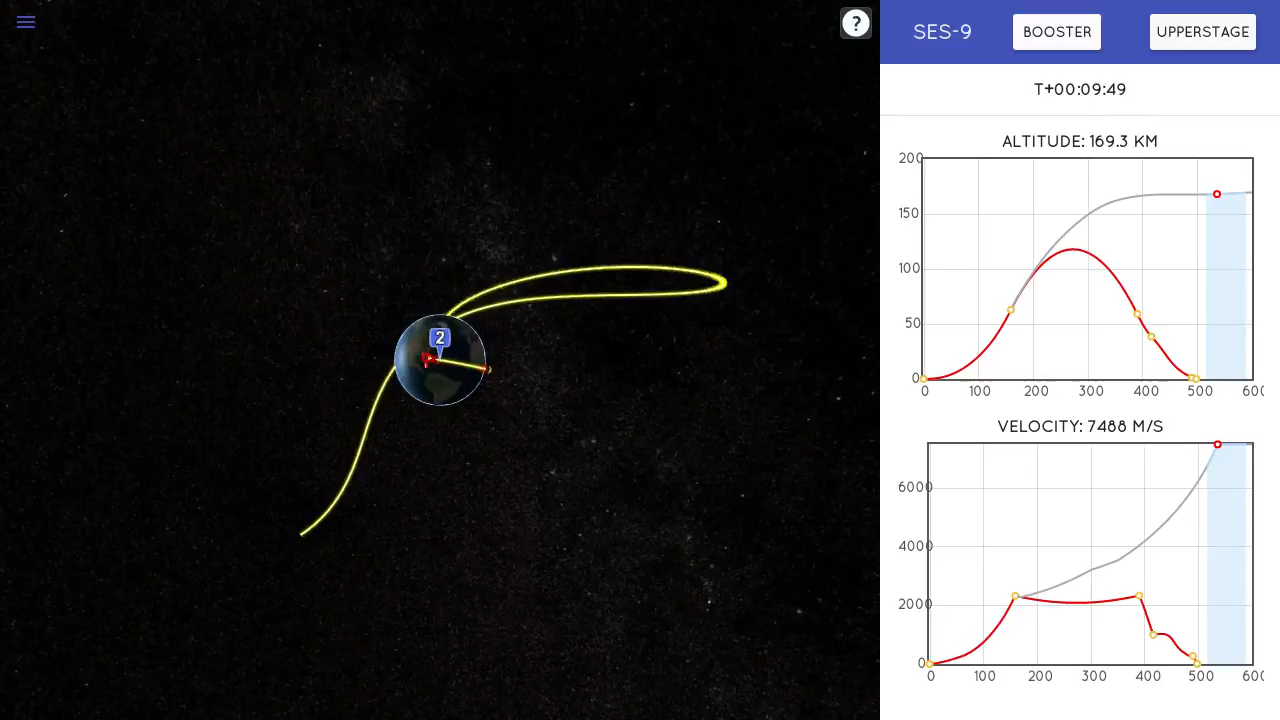 ?
SES-9 BOOSTER UPPERSTAGE
T+00:09:49
ALTITUDE: 169.3 KM
200
150
100
50
0
0 100 200 300 400 500 600
2
VELOCITY: 7488 M/S
6000
4000
2000
0
0 100 200 300 400 500 600